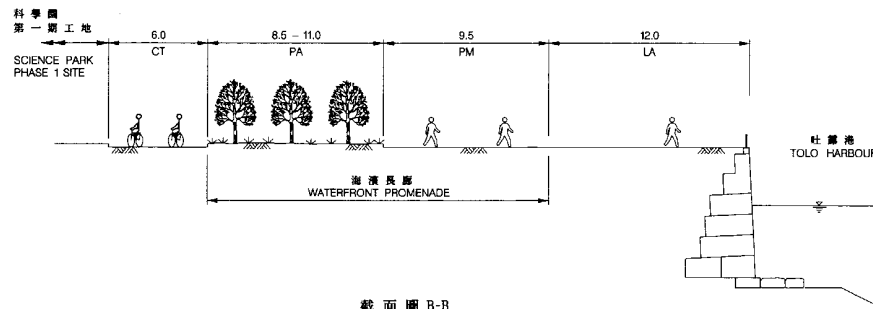 科學園
第一期工地
SCIENCE PARK
PHASE 1 SITE
6.0
CT
8.5 - 11.0
PA
9.5
PM
12.0
LA
吐露港
TOLO HARBOUR
海濱長廊
WATERFRONT PROMENADE
截面圖 B-B